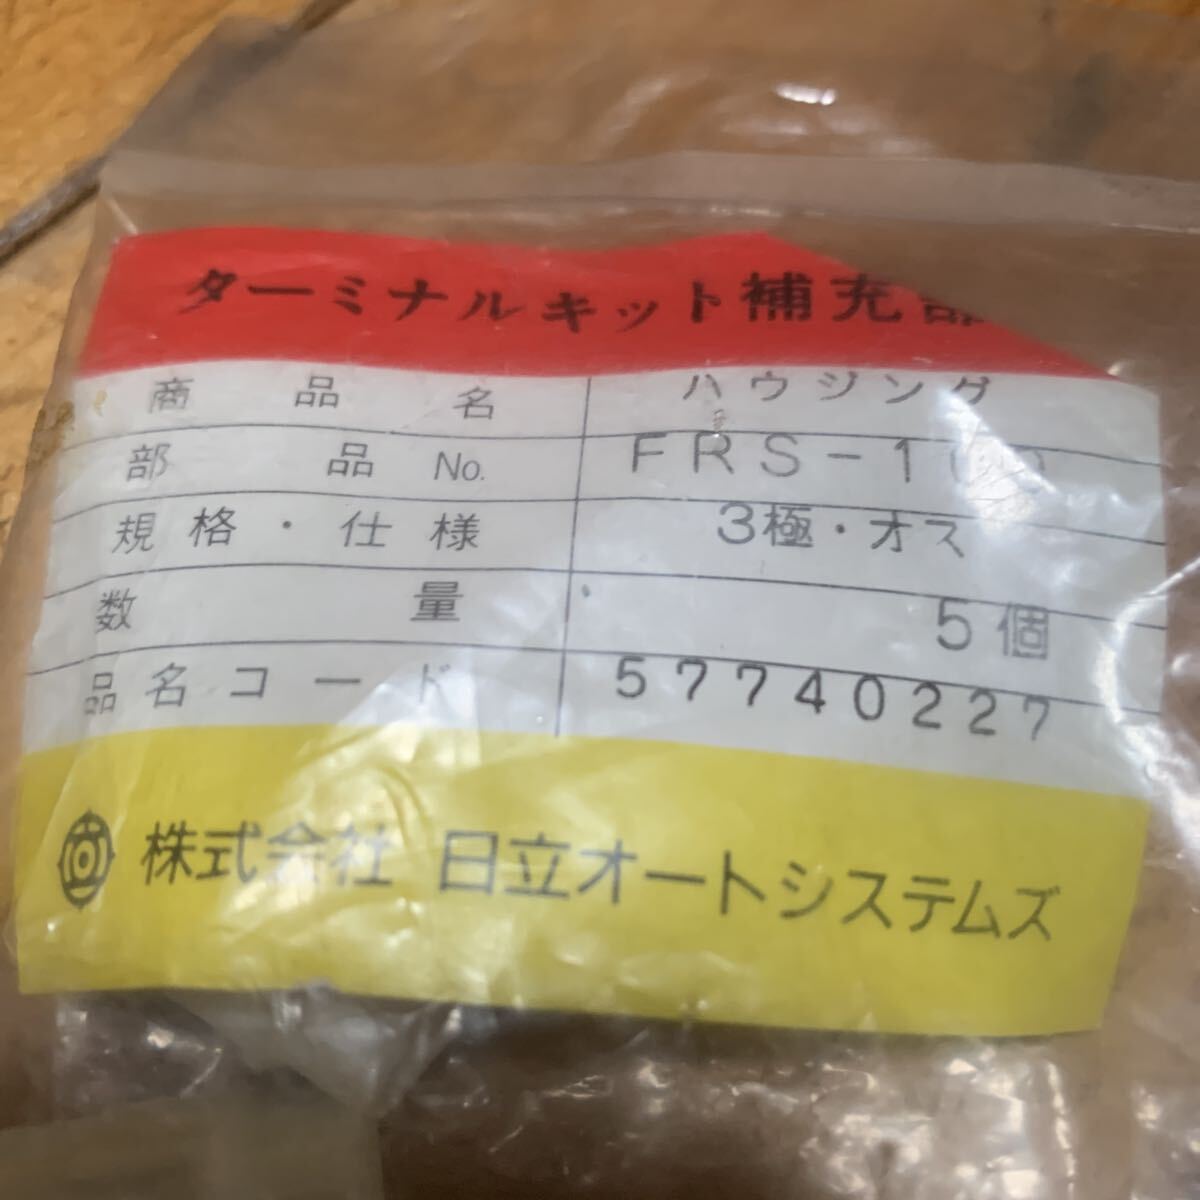 ターミナルキット補充部
商品名 ハウジング
部品No.
規格・仕様 3極・オス
数量 5個
品名コード 57740227
株式会社 日立オートシステムズ